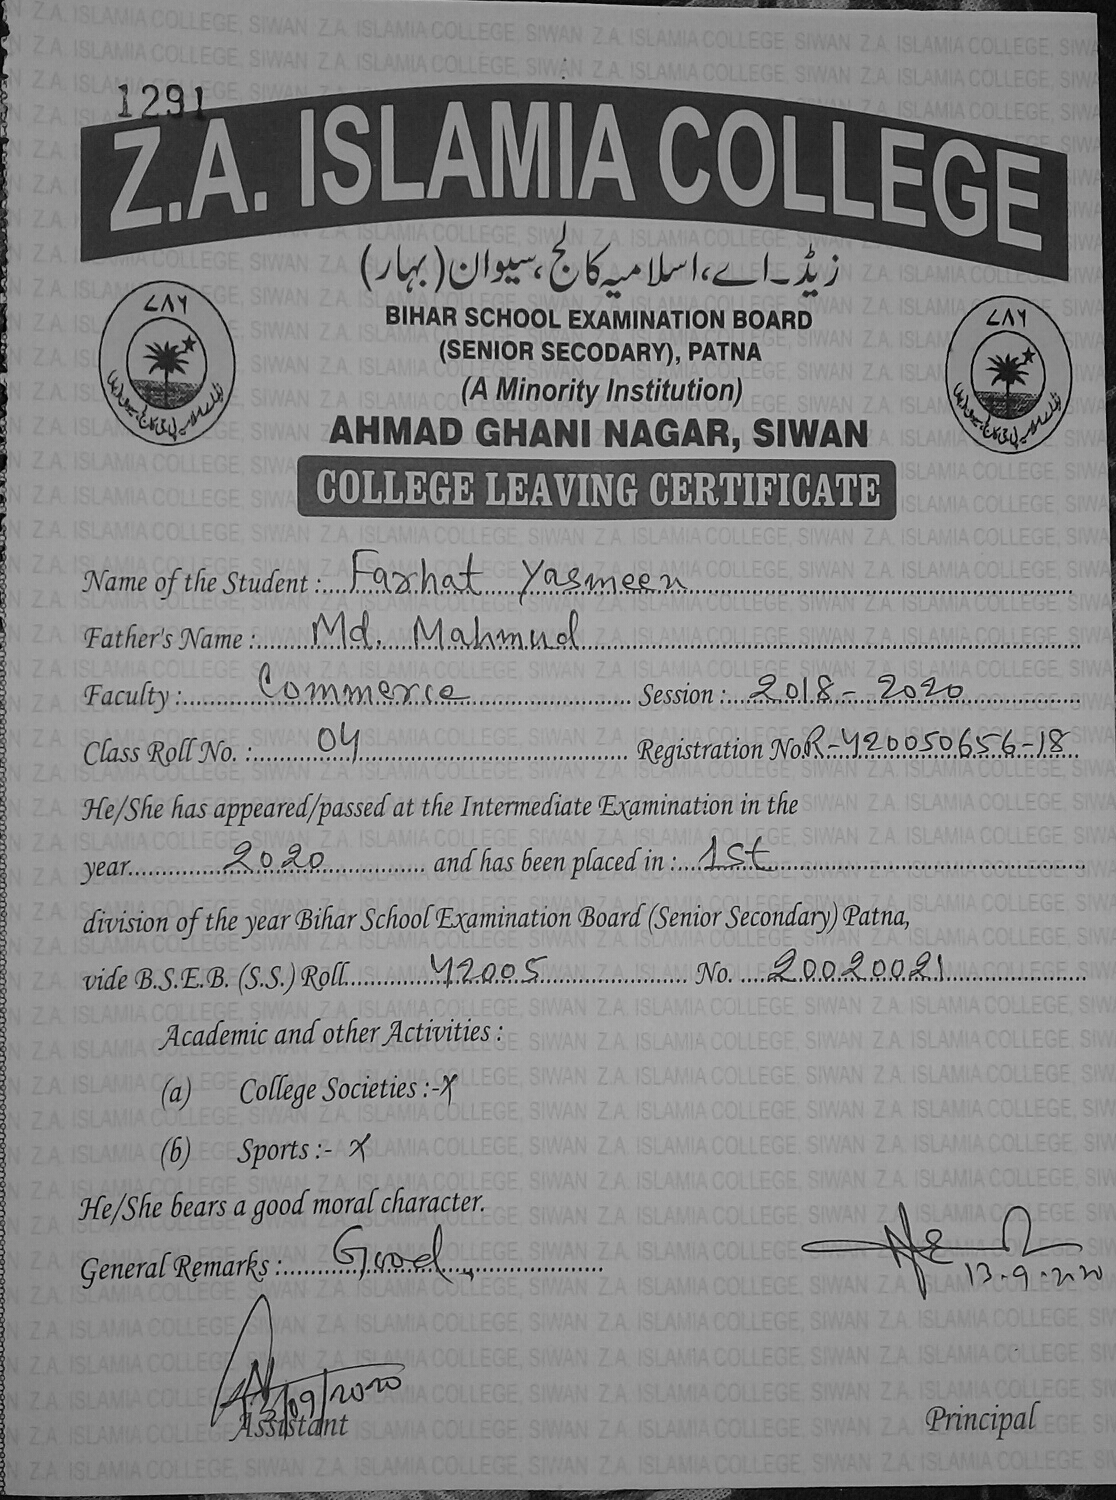 1291
Z.A. ISLAMIA COLLEGE
زیڈ۔اے،اسلامیہ کالج،سیوان(بہار)
BIHAR SCHOOL EXAMINATION BOARD
(SENIOR SECODARY), PATNA
(A Minority Institution)
AHMAD GHANI NAGAR, SIWAN
۷۸۶
۷۸۶
COLLEGE LEAVING CERTIFICATE
Name of the Student : Farhat Yasmeen
Father's Name : Md. Mahmud
Faculty : Commerce Session : 2018-2020
Class Roll No. : 04 Registration No. R-420050656-18
He/She has appeared/passed at the Intermediate Examination in the
year 2020 and has been placed in : 1st
division of the year Bihar School Examination Board (Senior Secondary) Patna,
vide B.S.E.B. (S.S.) Roll 42005 No. 20020021
Academic and other Activities :
(a) College Societies :- X
(b) Sports :- X
He/She bears a good moral character.
General Remarks : Good
13.9.2020
13/09/2020
Assistant Principal